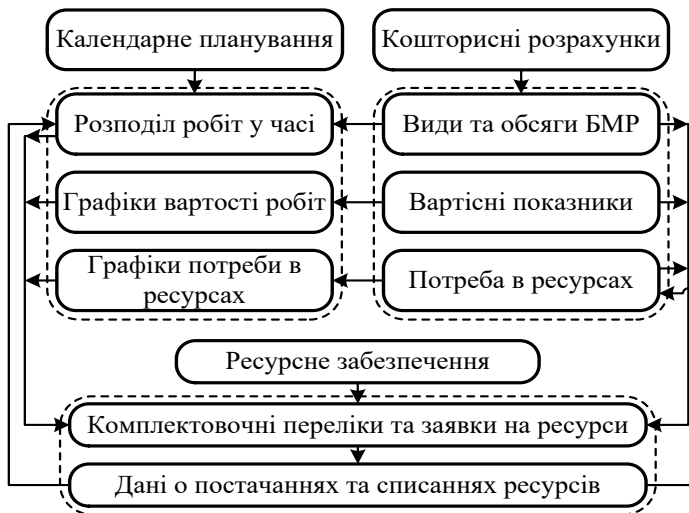 Календарне планування
Кошторисні розрахунки
Розподіл робіт у часі
Види та обсяги БМР
Графіки вартості робіт
Вартісні показники
Графіки потреби в
ресурсах
Потреба в ресурсах
Ресурсне забезпечення
Комплектовочні переліки та заявки на ресурси
Дані о постачаннях та списаннях ресурсів